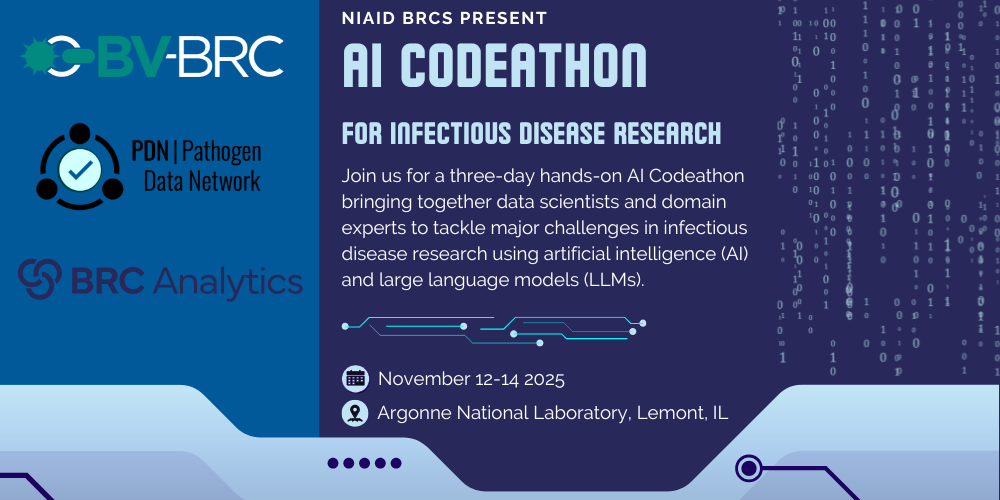 BV-BRC
PDN | Pathogen
Data Network
BRC Analytics
NIAID BRCS PRESENT
AI CODEATHON
FOR INFECTIOUS DISEASE RESEARCH
Join us for a three-day hands-on AI Codeathon
bringing together data scientists and domain
experts to tackle major challenges in infectious
disease research using artificial intelligence (AI)
and large language models (LLMs).
November 12-14 2025
Argonne National Laboratory, Lemont, IL